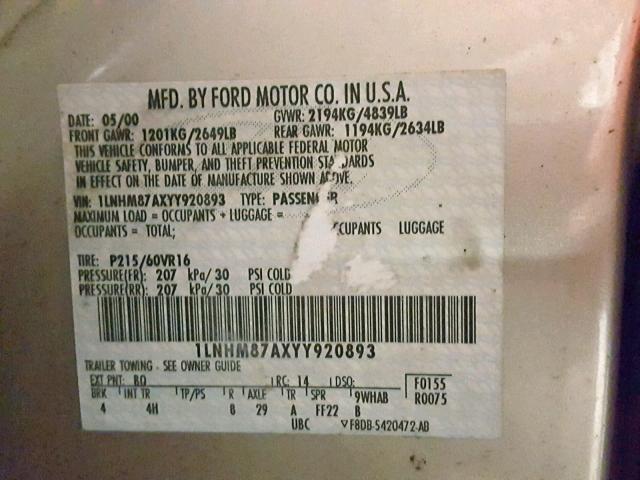 MFD. BY FORD MOTOR CO. IN U.S.A.
DATE: 05/00 GVWR: 2194KG/4839LB
FRONT GAWR: 1201KG/2649LB REAR GAWR: 1194KG/2634LB
THIS VEHICLE CONFORMS TO ALL APPLICABLE FEDERAL MOTOR
VEHICLE SAFETY, BUMPER, AND THEFT PREVENTION STANDARDS
IN EFFECT ON THE DATE OF MANUFACTURE SHOWN ABOVE.
VIN: 1LNHM87AXYY920893 TYPE: PASSENGER
MAXIMUM LOAD = OCCUPANTS + LUGGAGE =
OCCUPANTS = TOTAL; CCUPANTS LUGGAGE
TIRE: P215/60VR16
PRESSURE(FR): 207 kPa/30 PSI COLD
PRESSURE(RR): 207 kPa/30 PSI COLD
1LNHM87AXYY920893
TRAILER TOWING - SEE OWNER GUIDE
EXT PNT: RC: 14 DSO: F0155
BRK INT TR TP/PS R AXLE TR SPR 9WHAB R0075
4 4H 8 29 A FF22 B
UBC ▽F8DB-5420472-AB